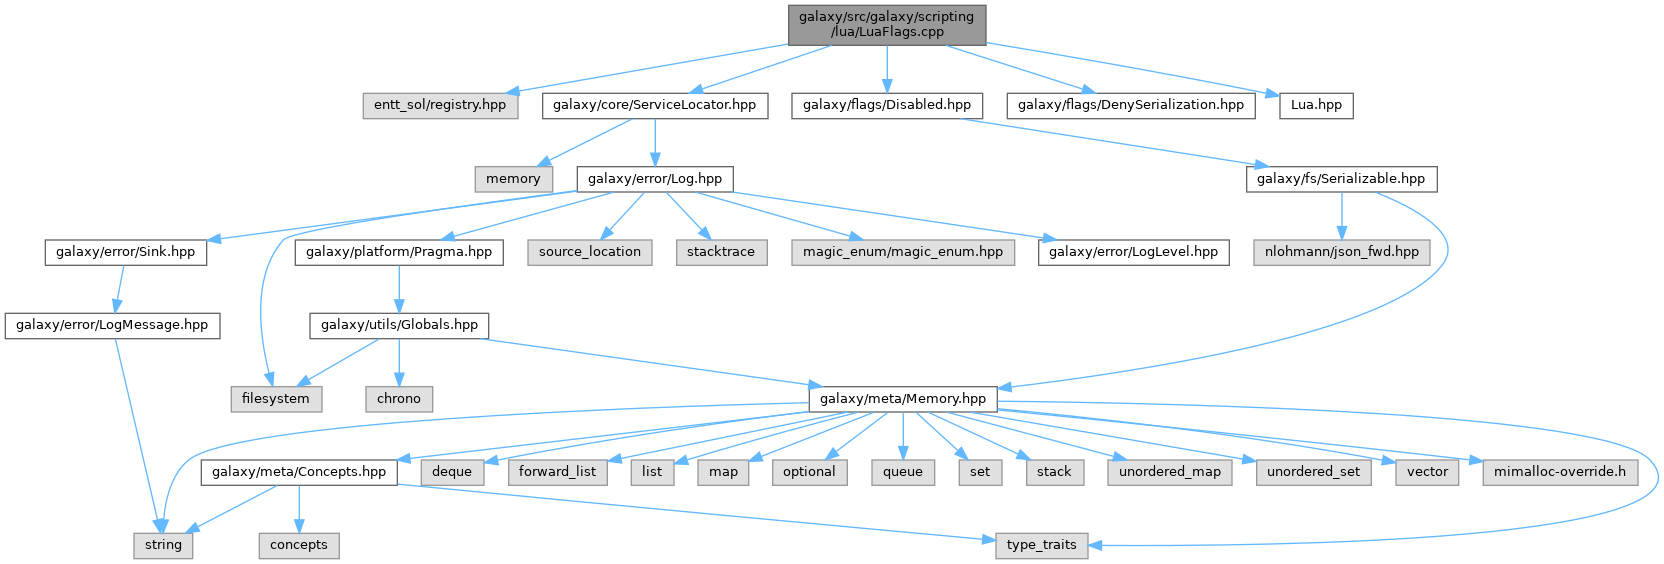 galaxy/src/galaxy/scripting
/lua/LuaFlags.cpp
entt_sol/registry.hpp
galaxy/core/ServiceLocator.hpp
galaxy/flags/Disabled.hpp
galaxy/flags/DenySerialization.hpp
Lua.hpp
memory
galaxy/error/Log.hpp
galaxy/fs/Serializable.hpp
galaxy/error/Sink.hpp
galaxy/platform/Pragma.hpp
source_location
stacktrace
magic_enum/magic_enum.hpp
galaxy/error/LogLevel.hpp
nlohmann/json_fwd.hpp
galaxy/error/LogMessage.hpp
galaxy/utils/Globals.hpp
filesystem
chrono
galaxy/meta/Memory.hpp
galaxy/meta/Concepts.hpp
deque
forward_list
list
map
optional
queue
set
stack
unordered_map
unordered_set
vector
mimalloc-override.h
string
concepts
type_traits